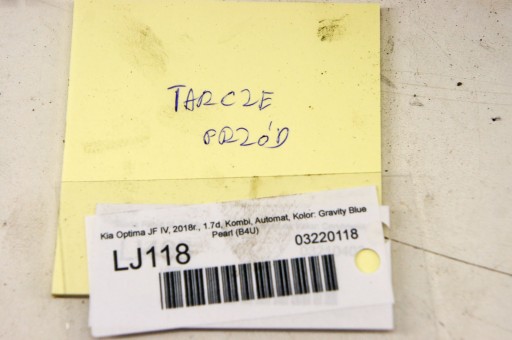 TARCZE
PRZÓD
Kia Optima JF IV, 2018r., 1.7d, Kombi, Automat, Kolor: Gravity Blue
Pearl (B4U)
LJ118
03220118